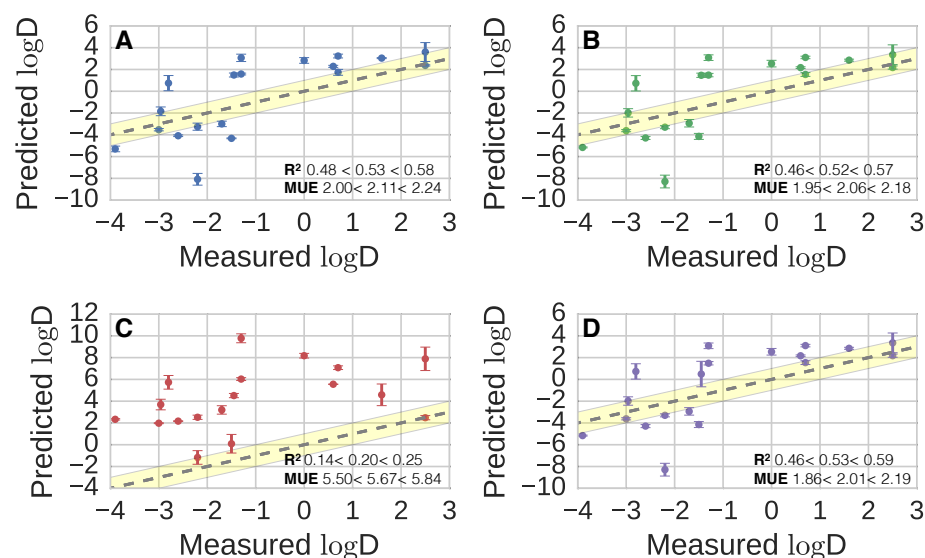 A
Predicted logD
6
4
2
0
−2
−4
−6
−8
−10
R² 0.48 < 0.53 < 0.58
MUE 2.00< 2.11< 2.24
−4 −3 −2 −1 0 1 2 3
Measured logD
B
Predicted logD
6
4
2
0
−2
−4
−6
−8
−10
R² 0.46< 0.52< 0.57
MUE 1.95< 2.06< 2.18
−4 −3 −2 −1 0 1 2 3
Measured logD
C
Predicted logD
12
10
8
6
4
2
0
−2
−4
R² 0.14< 0.20< 0.25
MUE 5.50< 5.67< 5.84
−4 −3 −2 −1 0 1 2 3
Measured logD
D
Predicted logD
6
4
2
0
−2
−4
−6
−8
−10
R² 0.46< 0.53< 0.59
MUE 1.86< 2.01< 2.19
−4 −3 −2 −1 0 1 2 3
Measured logD